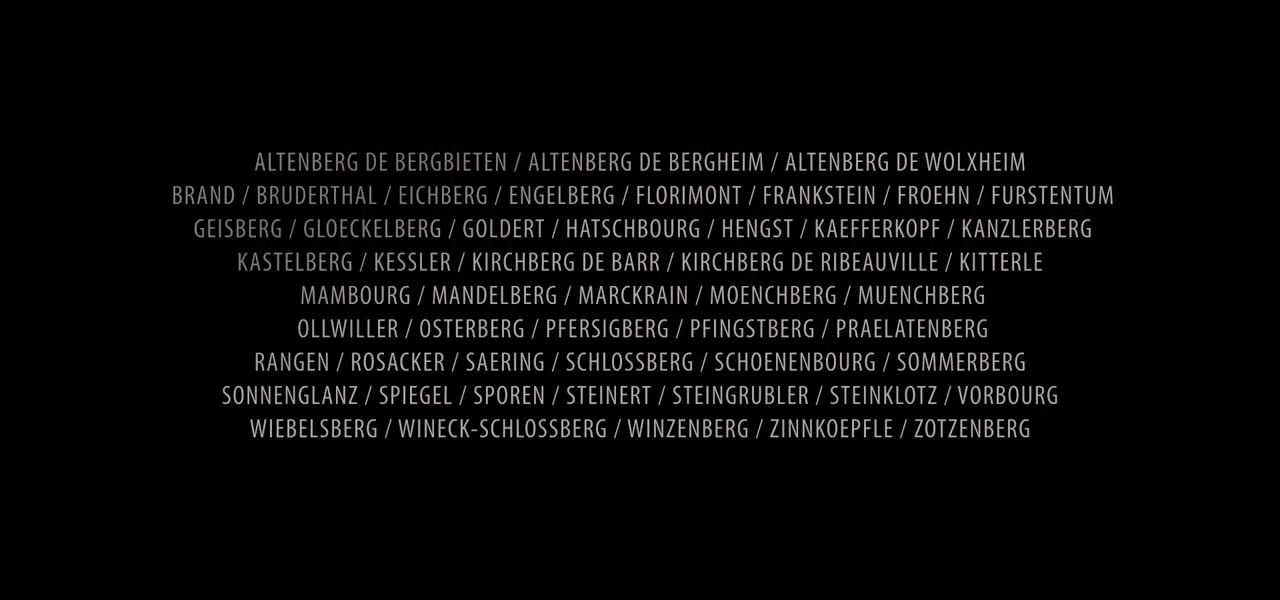 ALTENBERG DE BERGBIETEN / ALTENBERG DE BERGHEIM / ALTENBERG DE WOLXHEIM
BRAND / BRUDERTHAL / EICHBERG / ENGELBERG / FLORIMONT / FRANKSTEIN / FROEHN / FURSTENTUM
GEISBERG / GLOECKELBERG / GOLDERT / HATSCHBOURG / HENGST / KAEFFERKOPF / KANZLERBERG
KASTELBERG / KESSLER / KIRCHBERG DE BARR / KIRCHBERG DE RIBEAUVILLE / KITTERLE
MAMBOURG / MANDELBERG / MARCKRAIN / MOENCHBERG / MUENCHBERG
OLLWILLER / OSTERBERG / PFERSIGBERG / PFINGSTBERG / PRAELATENBERG
RANGEN / ROSACKER / SAERING / SCHLOSSBERG / SCHOENENBOURG / SOMMERBERG
SONNENGLANZ / SPIEGEL / SPOREN / STEINERT / STEINGRUBLER / STEINKLOTZ / VORBOURG
WIEBELSBERG / WINECK-SCHLOSSBERG / WINZENBERG / ZINNKOEPFLE / ZOTZENBERG